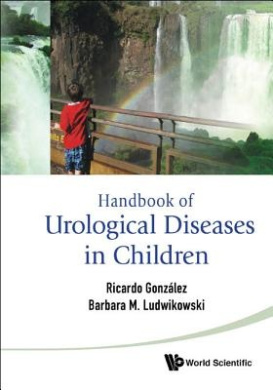 Handbook of
Urological Diseases
in Children
Ricardo González
Barbara M. Ludwikowski
World Scientific